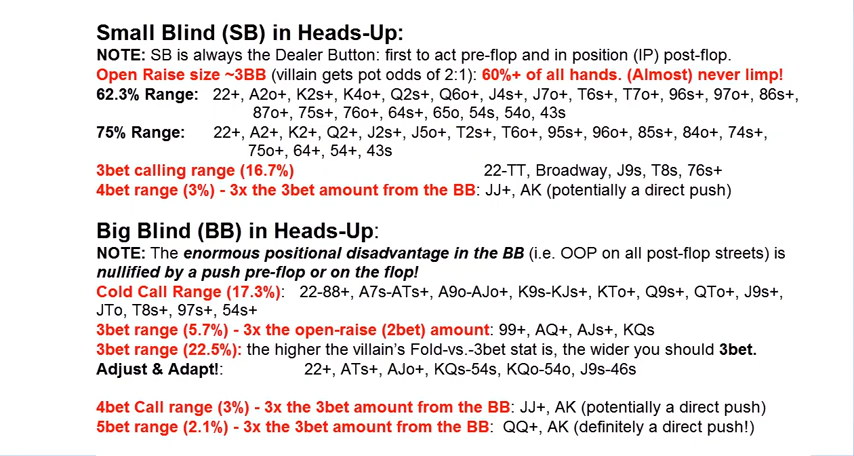 Small Blind (SB) in Heads-Up:
NOTE: SB is always the Dealer Button: first to act pre-flop and in position (IP) post-flop.
Open Raise size ~3BB (villain gets pot odds of 2:1): 60%+ of all hands. (Almost) never limp!
62.3% Range: 22+, A2o+, K2s+, K4o+, Q2s+, Q6o+, J4s+, J7o+, T6s+, T7o+, 96s+, 97o+, 86s+,
87o+, 75s+, 76o+, 64s+, 65o, 54s, 54o, 43s
75% Range: 22+, A2+, K2+, Q2+, J2s+, J5o+, T2s+, T6o+, 95s+, 96o+, 85s+, 84o+, 74s+,
75o+, 64+, 54+, 43s
3bet calling range (16.7%) 22-TT, Broadway, J9s, T8s, 76s+
4bet range (3%) - 3x the 3bet amount from the BB: JJ+, AK (potentially a direct push)
Big Blind (BB) in Heads-Up:
NOTE: The enormous positional disadvantage in the BB (i.e. OOP on all post-flop streets) is
nullified by a push pre-flop or on the flop!
Cold Call Range (17.3%): 22-88+, A7s-ATs+, A9o-AJo+, K9s-KJs+, KTo+, Q9s+, QTo+, J9s+,
JTo, T8s+, 97s+, 54s+
3bet range (5.7%) - 3x the open-raise (2bet) amount: 99+, AQ+, AJs+, KQs
3bet range (22.5%): the higher the villain's Fold-vs.-3bet stat is, the wider you should 3bet.
Adjust & Adapt!: 22+, ATs+, AJo+, KQs-54s, KQo-54o, J9s-46s
4bet Call range (3%) - 3x the 3bet amount from the BB: JJ+, AK (potentially a direct push)
5bet range (2.1%) - 3x the 3bet amount from the BB: QQ+, AK (definitely a direct push!)